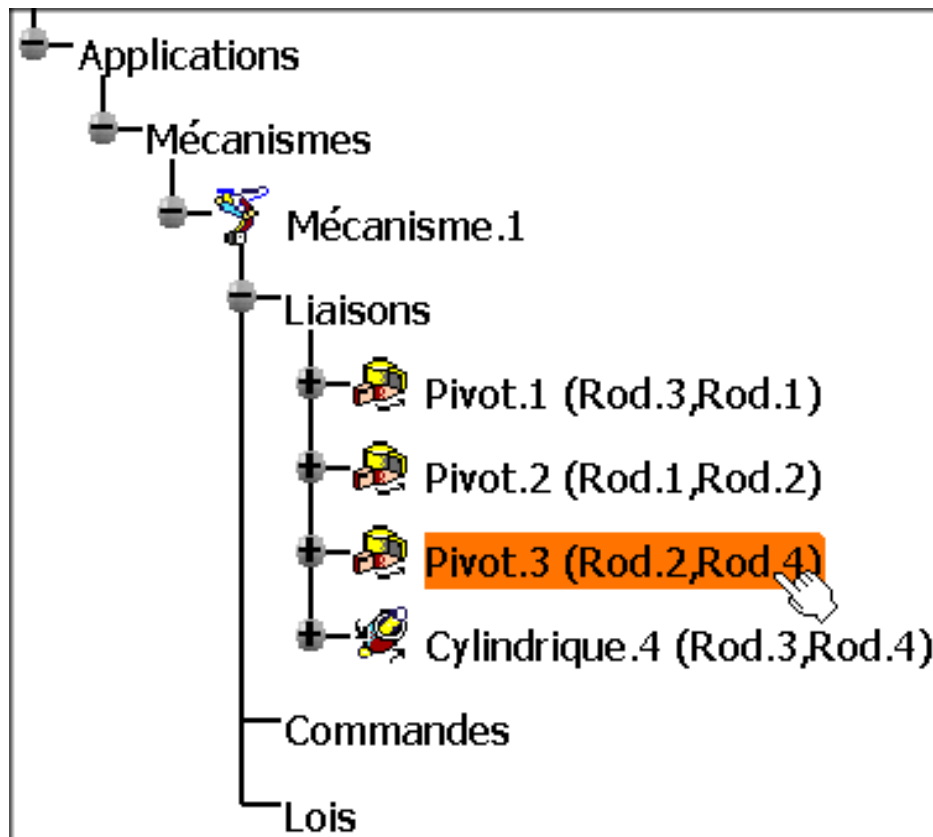 Applications
Mécanismes
Mécanisme.1
Liaisons
Pivot.1 (Rod.3,Rod.1)
Pivot.2 (Rod.1,Rod.2)
Pivot.3 (Rod.2,Rod.4)
Cylindrique.4 (Rod.3,Rod.4)
Commandes
Lois